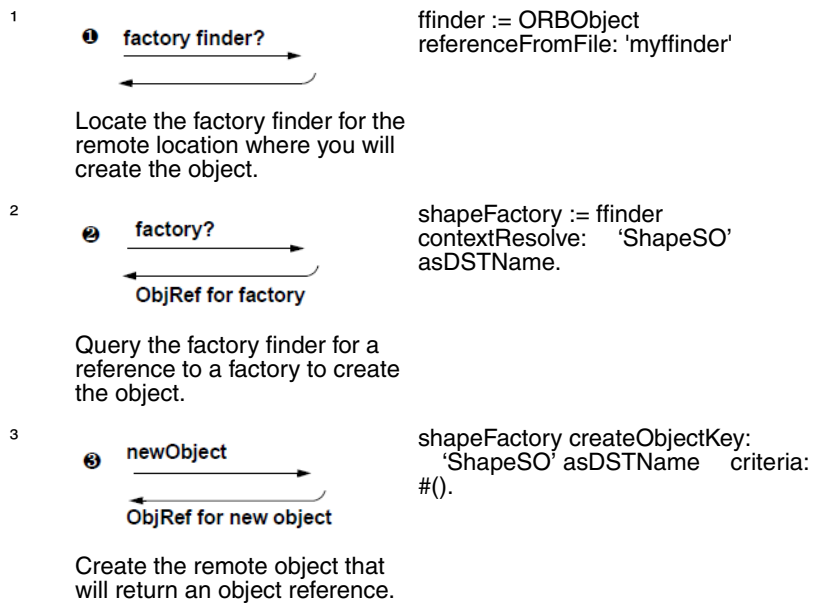 1
❶ factory finder?
ffinder := ORBObject
referenceFromFile: 'myffinder'
Locate the factory finder for the
remote location where you will
create the object.
2
❷ factory?
ObjRef for factory
shapeFactory := ffinder
contextResolve: ‘ShapeSO’
asDSTName.
Query the factory finder for a
reference to a factory to create
the object.
3
❸ newObject
ObjRef for new object
shapeFactory createObjectKey:
‘ShapeSO’ asDSTName criteria:
#().
Create the remote object that
will return an object reference.